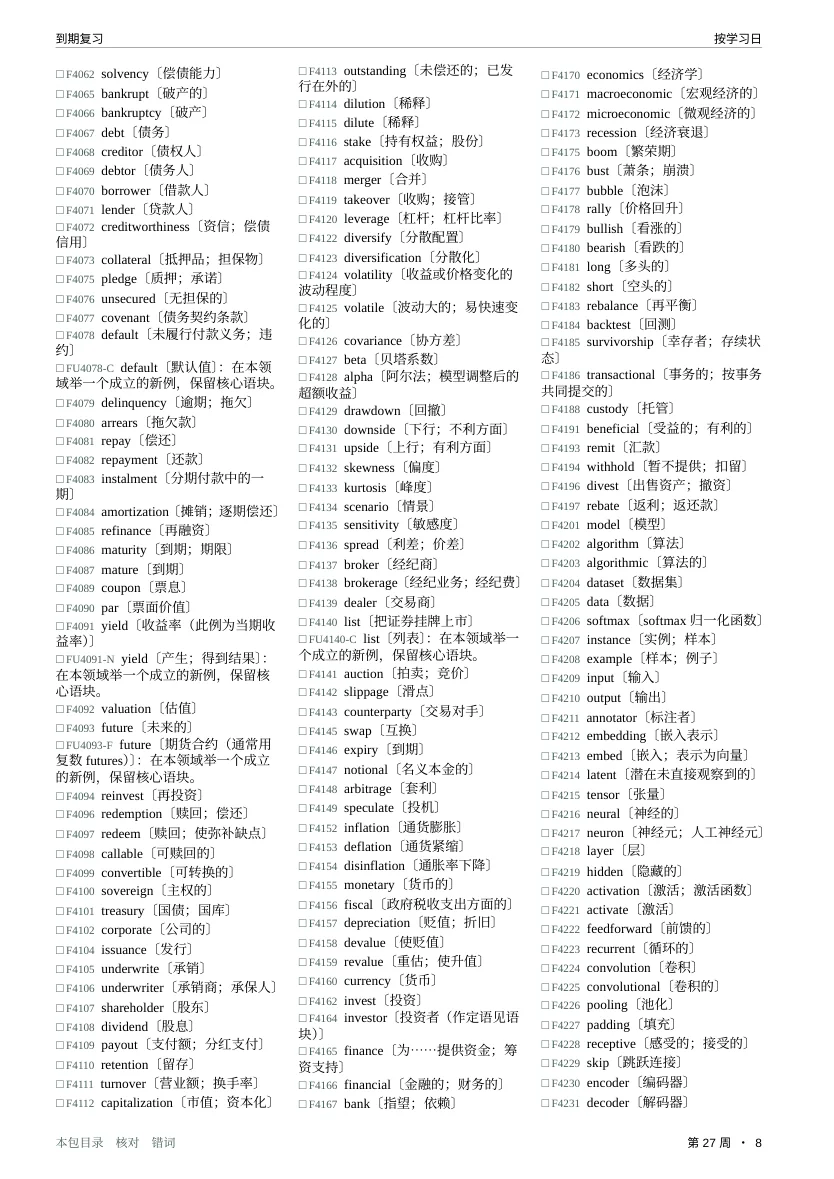 到期复习
按学习日
□F4062 solvency〔偿债能力〕
□F4065 bankrupt〔破产的〕
□F4066 bankruptcy〔破产〕
□F4067 debt〔债务〕
□F4068 creditor〔债权人〕
□F4069 debtor〔债务人〕
□F4070 borrower〔借款人〕
□F4071 lender〔贷款人〕
□F4072 creditworthiness〔资信；偿债
信用〕
□F4073 collateral〔抵押品；担保物〕
□F4075 pledge〔质押；承诺〕
□F4076 unsecured〔无担保的〕
□F4077 covenant〔债务契约条款〕
□F4078 default〔未履行付款义务；违
约〕
□FU4078-C default〔默认值〕：在本领
域举一个成立的新例，保留核心语块。
□F4079 delinquency〔逾期；拖欠〕
□F4080 arrears〔拖欠款〕
□F4081 repay〔偿还〕
□F4082 repayment〔还款〕
□F4083 instalment〔分期付款中的一
期〕
□F4084 amortization〔摊销；逐期偿还〕
□F4085 refinance〔再融资〕
□F4086 maturity〔到期；期限〕
□F4087 mature〔到期〕
□F4089 coupon〔票息〕
□F4090 par〔票面价值〕
□F4091 yield〔收益率（此例为当期收
益率）〕
□FU4091-N yield〔产生；得到结果〕：
在本领域举一个成立的新例，保留核
心语块。
□F4092 valuation〔估值〕
□F4093 future〔未来的〕
□FU4093-F future〔期货合约（通常用
复数 futures）〕：在本领域举一个成立
的新例，保留核心语块。
□F4094 reinvest〔再投资〕
□F4096 redemption〔赎回；偿还〕
□F4097 redeem〔赎回；使弥补缺点〕
□F4098 callable〔可赎回的〕
□F4099 convertible〔可转换的〕
□F4100 sovereign〔主权的〕
□F4101 treasury〔国债；国库〕
□F4102 corporate〔公司的〕
□F4104 issuance〔发行〕
□F4105 underwrite〔承销〕
□F4106 underwriter〔承销商；承保人〕
□F4107 shareholder〔股东〕
□F4108 dividend〔股息〕
□F4109 payout〔支付额；分红支付〕
□F4110 retention〔留存〕
□F4111 turnover〔营业额；换手率〕
□F4112 capitalization〔市值；资本化〕
□F4113 outstanding〔未偿还的；已发
行在外的〕
□F4114 dilution〔稀释〕
□F4115 dilute〔稀释〕
□F4116 stake〔持有权益；股份〕
□F4117 acquisition〔收购〕
□F4118 merger〔合并〕
□F4119 takeover〔收购；接管〕
□F4120 leverage〔杠杆；杠杆比率〕
□F4122 diversify〔分散配置〕
□F4123 diversification〔分散化〕
□F4124 volatility〔收益或价格变化的
波动程度〕
□F4125 volatile〔波动大的；易快速变
化的〕
□F4126 covariance〔协方差〕
□F4127 beta〔贝塔系数〕
□F4128 alpha〔阿尔法；模型调整后的
超额收益〕
□F4129 drawdown〔回撤〕
□F4130 downside〔下行；不利方面〕
□F4131 upside〔上行；有利方面〕
□F4132 skewness〔偏度〕
□F4133 kurtosis〔峰度〕
□F4134 scenario〔情景〕
□F4135 sensitivity〔敏感度〕
□F4136 spread〔利差；价差〕
□F4137 broker〔经纪商〕
□F4138 brokerage〔经纪业务；经纪费〕
□F4139 dealer〔交易商〕
□F4140 list〔把证券挂牌上市〕
□FU4140-C list〔列表〕：在本领域举一
个成立的新例，保留核心语块。
□F4141 auction〔拍卖；竞价〕
□F4142 slippage〔滑点〕
□F4143 counterparty〔交易对手〕
□F4145 swap〔互换〕
□F4146 expiry〔到期〕
□F4147 notional〔名义本金的〕
□F4148 arbitrage〔套利〕
□F4149 speculate〔投机〕
□F4152 inflation〔通货膨胀〕
□F4153 deflation〔通货紧缩〕
□F4154 disinflation〔通胀率下降〕
□F4155 monetary〔货币的〕
□F4156 fiscal〔政府税收支出方面的〕
□F4157 depreciation〔贬值；折旧〕
□F4158 devalue〔使贬值〕
□F4159 revalue〔重估；使升值〕
□F4160 currency〔货币〕
□F4162 invest〔投资〕
□F4164 investor〔投资者（作定语见语
块）〕
□F4165 finance〔为……提供资金；筹
资支持〕
□F4166 financial〔金融的；财务的〕
□F4167 bank〔指望；依赖〕
□F4170 economics〔经济学〕
□F4171 macroeconomic〔宏观经济的〕
□F4172 microeconomic〔微观经济的〕
□F4173 recession〔经济衰退〕
□F4175 boom〔繁荣期〕
□F4176 bust〔萧条；崩溃〕
□F4177 bubble〔泡沫〕
□F4178 rally〔价格回升〕
□F4179 bullish〔看涨的〕
□F4180 bearish〔看跌的〕
□F4181 long〔多头的〕
□F4182 short〔空头的〕
□F4183 rebalance〔再平衡〕
□F4184 backtest〔回测〕
□F4185 survivorship〔幸存者；存续状
态〕
□F4186 transactional〔事务的；按事务
共同提交的〕
□F4188 custody〔托管〕
□F4191 beneficial〔受益的；有利的〕
□F4193 remit〔汇款〕
□F4194 withhold〔暂不提供；扣留〕
□F4196 divest〔出售资产；撤资〕
□F4197 rebate〔返利；返还款〕
□F4201 model〔模型〕
□F4202 algorithm〔算法〕
□F4203 algorithmic〔算法的〕
□F4204 dataset〔数据集〕
□F4205 data〔数据〕
□F4206 softmax〔softmax 归一化函数〕
□F4207 instance〔实例；样本〕
□F4208 example〔样本；例子〕
□F4209 input〔输入〕
□F4210 output〔输出〕
□F4211 annotator〔标注者〕
□F4212 embedding〔嵌入表示〕
□F4213 embed〔嵌入；表示为向量〕
□F4214 latent〔潜在未直接观察到的〕
□F4215 tensor〔张量〕
□F4216 neural〔神经的〕
□F4217 neuron〔神经元；人工神经元〕
□F4218 layer〔层〕
□F4219 hidden〔隐藏的〕
□F4220 activation〔激活；激活函数〕
□F4221 activate〔激活〕
□F4222 feedforward〔前馈的〕
□F4223 recurrent〔循环的〕
□F4224 convolution〔卷积〕
□F4225 convolutional〔卷积的〕
□F4226 pooling〔池化〕
□F4227 padding〔填充〕
□F4228 receptive〔感受的；接受的〕
□F4229 skip〔跳跃连接〕
□F4230 encoder〔编码器〕
□F4231 decoder〔解码器〕
本包目录 核对 错词
第 27 周 · 8